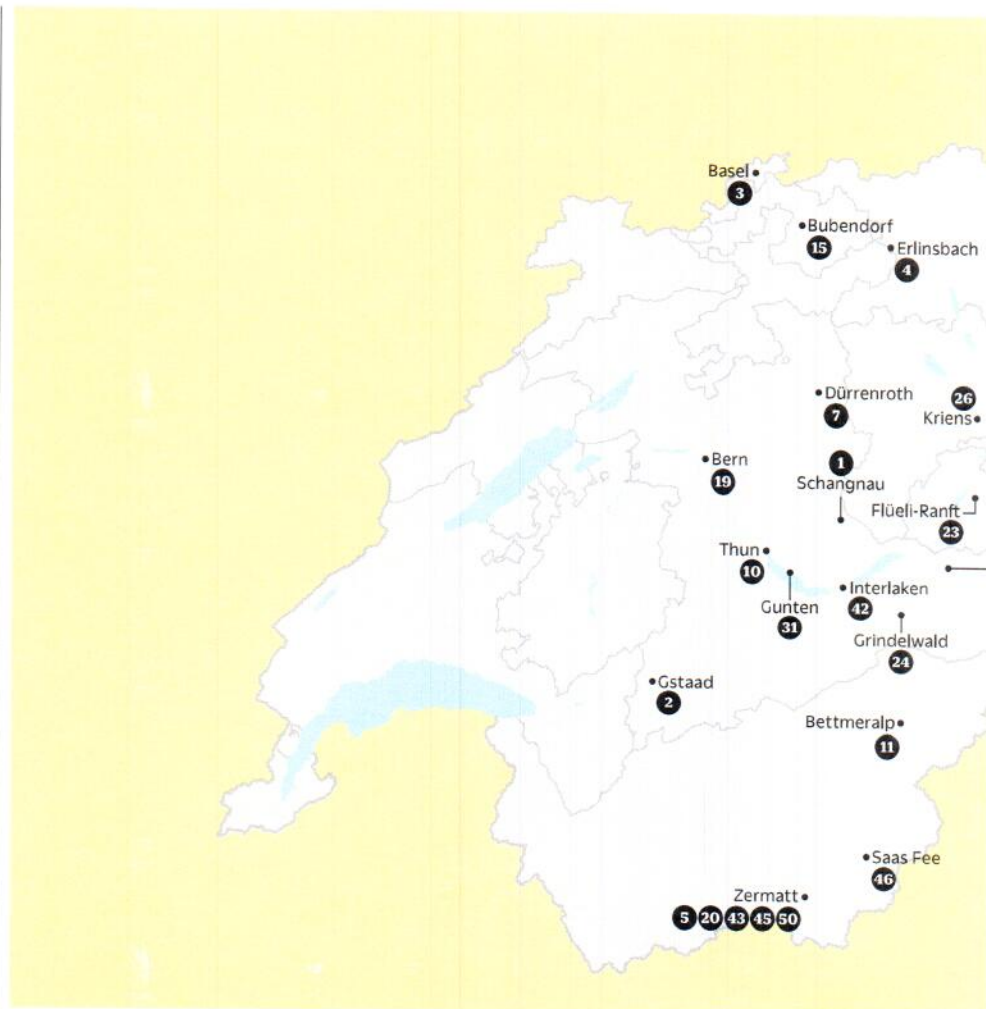 Basel
3
Bubendorf
15
Erlinsbach
4
Dürrenroth
7
26
Kriens
Bern
19
1
Schangnau
Flüeli-Ranft
23
Thun
10
Gunten
31
Interlaken
42
Grindelwald
24
Gstaad
2
Bettmeralp
11
Saas Fee
46
Zermatt
5 20 43 45 50